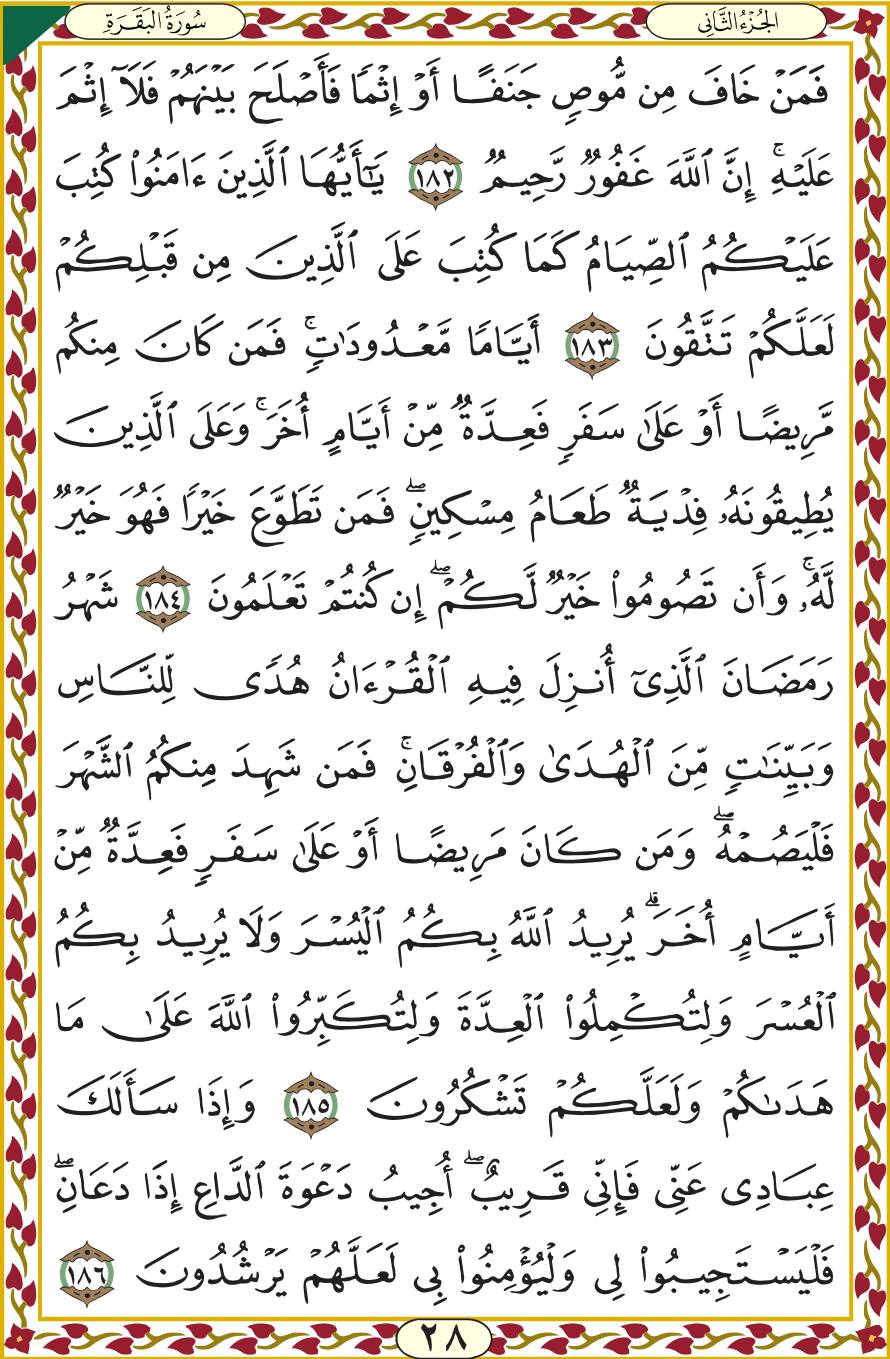 الجُزْءُ الثَّانِي
سُورَةُ البَقَرَةِ
فَمَنْ خَافَ مِن مُّوصٍ جَنَفًا أَوْ إِثْمًا فَأَصْلَحَ بَيْنَهُمْ فَلَآ إِثْمَ
عَلَيْهِۚ إِنَّ ٱللَّهَ غَفُورٌ رَّحِيمٌ ١٨٢ يَـٰٓأَيُّهَا ٱلَّذِينَ ءَامَنُوا۟ كُتِبَ
عَلَيْكُمُ ٱلصِّيَامُ كَمَا كُتِبَ عَلَى ٱلَّذِينَ مِن قَبْلِكُمْ
لَعَلَّكُمْ تَتَّقُونَ ١٨٣ أَيَّامًا مَّعْدُودَٰتٍۚ فَمَن كَانَ مِنكُم
مَّرِيضًا أَوْ عَلَىٰ سَفَرٍ فَعِدَّةٌ مِّنْ أَيَّامٍ أُخَرَۚ وَعَلَى ٱلَّذِينَ
يُطِيقُونَهُۥ فِدْيَةٌ طَعَامُ مِسْكِينٍۖ فَمَن تَطَوَّعَ خَيْرًا فَهُوَ خَيْرٌ
لَّهُۥۚ وَأَن تَصُومُوا۟ خَيْرٌ لَّكُمْۖ إِن كُنتُمْ تَعْلَمُونَ ١٨٤ شَهْرُ
رَمَضَانَ ٱلَّذِىٓ أُنزِلَ فِيهِ ٱلْقُرْءَانُ هُدًى لِّلنَّاسِ
وَبَيِّنَـٰتٍ مِّنَ ٱلْهُدَىٰ وَٱلْفُرْقَانِۚ فَمَن شَهِدَ مِنكُمُ ٱلشَّهْرَ
فَلْيَصُمْهُۖ وَمَن كَانَ مَرِيضًا أَوْ عَلَىٰ سَفَرٍ فَعِدَّةٌ مِّنْ
أَيَّامٍ أُخَرَۗ يُرِيدُ ٱللَّهُ بِكُمُ ٱلْيُسْرَ وَلَا يُرِيدُ بِكُمُ
ٱلْعُسْرَ وَلِتُكْمِلُوا۟ ٱلْعِدَّةَ وَلِتُكَبِّرُوا۟ ٱللَّهَ عَلَىٰ مَا
هَدَىٰكُمْ وَلَعَلَّكُمْ تَشْكُرُونَ ١٨٥ وَإِذَا سَأَلَكَ
عِبَادِى عَنِّى فَإِنِّى قَرِيبٌۖ أُجِيبُ دَعْوَةَ ٱلدَّاعِ إِذَا دَعَانِۖ
فَلْيَسْتَجِيبُوا۟ لِى وَلْيُؤْمِنُوا۟ بِى لَعَلَّهُمْ يَرْشُدُونَ ١٨٦
٢٨